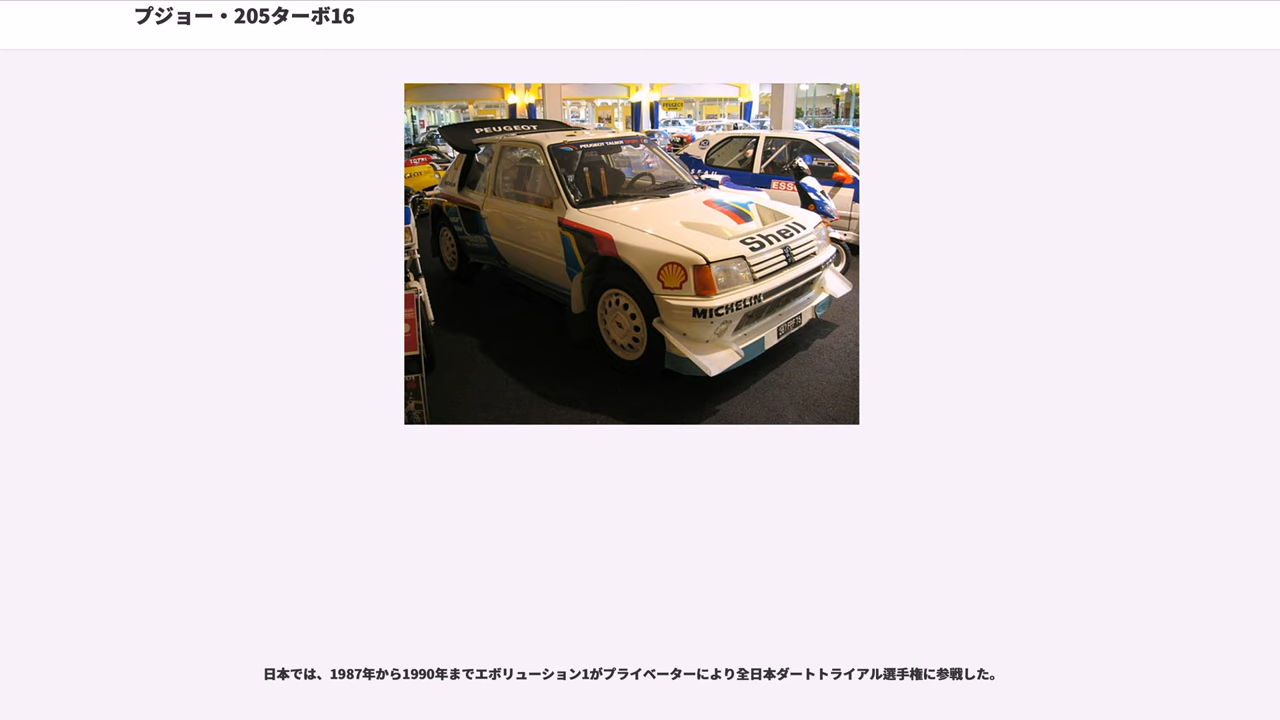 プジョー・205ターボ16
PEUGEOT
PEUGEOT TALBOT
ESSO
Shell
MICHELIN
日本では、1987年から1990年までエボリューション1がプライベーターにより全日本ダートトライアル選手権に参戦した。